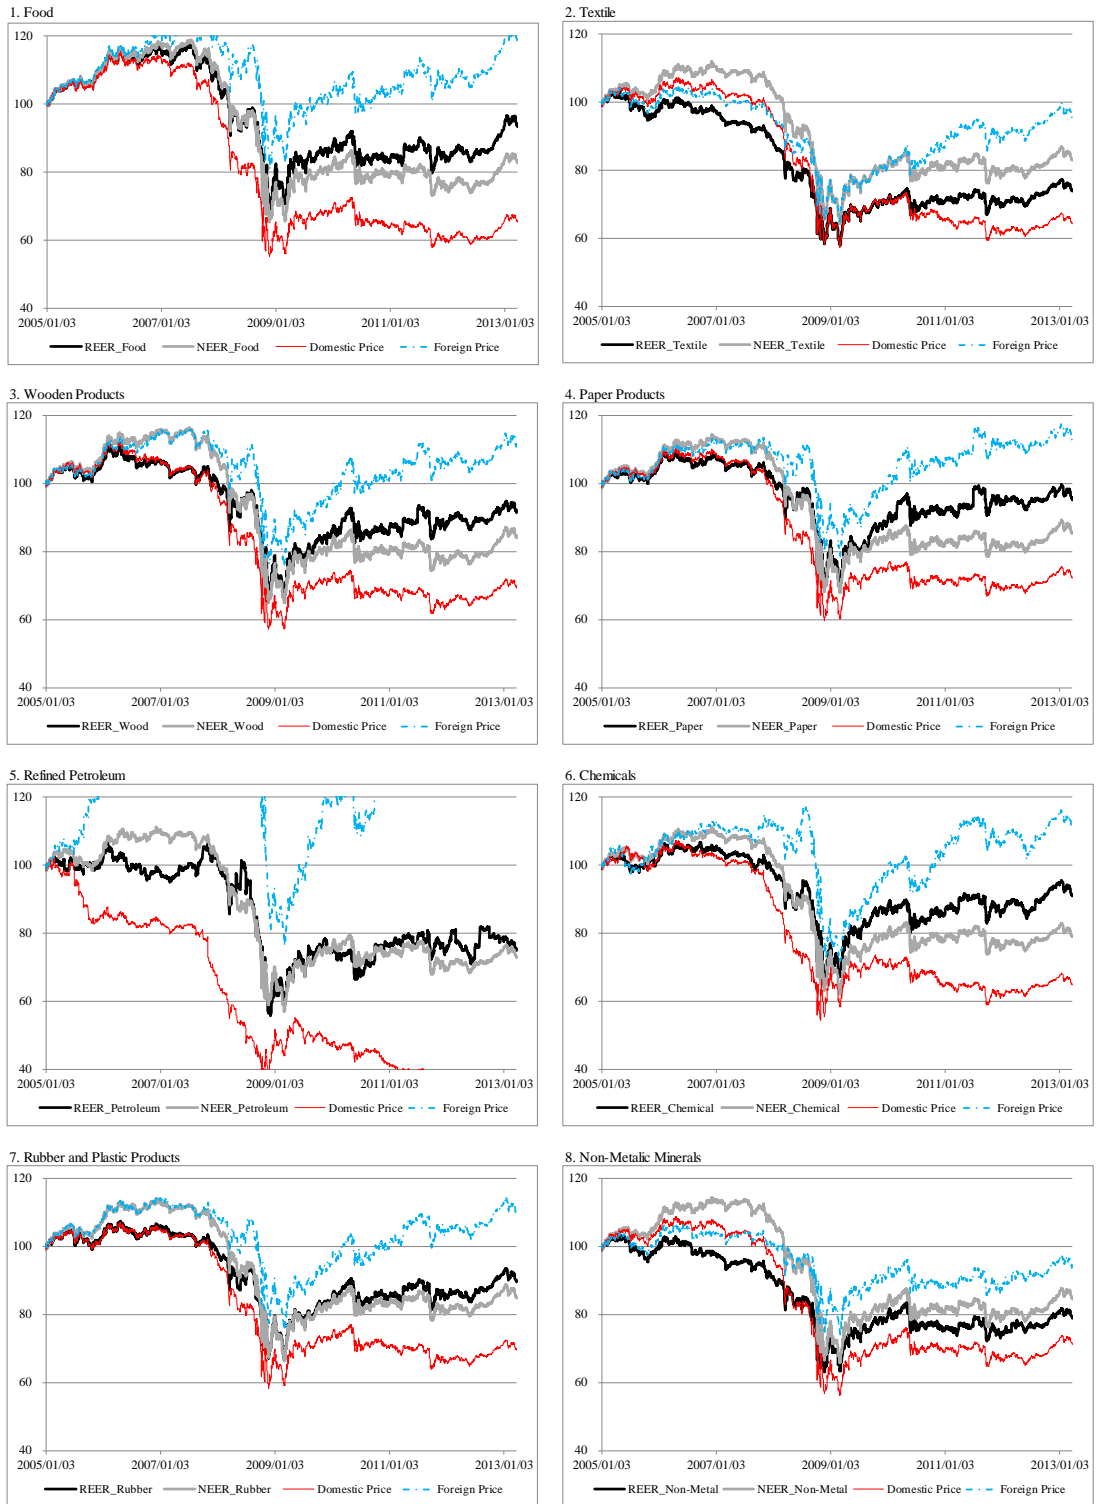 1. Food
120
100
80
60
40
2005/01/03 2007/01/03 2009/01/03 2011/01/03 2013/01/03
REER_Food NEER_Food Domestic Price Foreign Price
2. Textile
120
100
80
60
40
2005/01/03 2007/01/03 2009/01/03 2011/01/03 2013/01/03
REER_Textile NEER_Textile Domestic Price Foreign Price
3. Wooden Products
120
100
80
60
40
2005/01/03 2007/01/03 2009/01/03 2011/01/03 2013/01/03
REER_Wood NEER_Wood Domestic Price Foreign Price
4. Paper Products
120
100
80
60
40
2005/01/03 2007/01/03 2009/01/03 2011/01/03 2013/01/03
REER_Paper NEER_Paper Domestic Price Foreign Price
5. Refined Petroleum
120
100
80
60
40
2005/01/03 2007/01/03 2009/01/03 2011/01/03 2013/01/03
REER_Petroleum NEER_Petroleum Domestic Price Foreign Price
6. Chemicals
120
100
80
60
40
2005/01/03 2007/01/03 2009/01/03 2011/01/03 2013/01/03
REER_Chemical NEER_Chemical Domestic Price Foreign Price
7. Rubber and Plastic Products
120
100
80
60
40
2005/01/03 2007/01/03 2009/01/03 2011/01/03 2013/01/03
REER_Rubber NEER_Rubber Domestic Price Foreign Price
8. Non-Metalic Minerals
120
100
80
60
40
2005/01/03 2007/01/03 2009/01/03 2011/01/03 2013/01/03
REER_Non-Metal NEER_Non-Metal Domestic Price Foreign Price